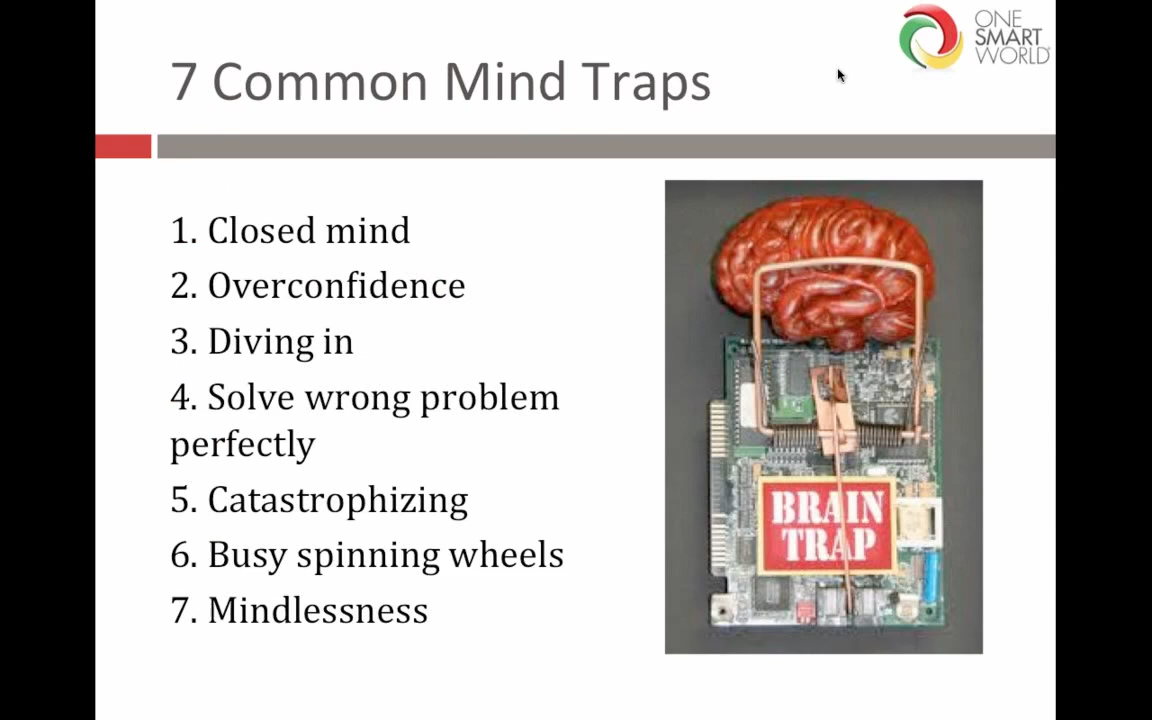 ONE
SMART
WORLD
7 Common Mind Traps
1. Closed mind
2. Overconfidence
3. Diving in
4. Solve wrong problem
perfectly
5. Catastrophizing
6. Busy spinning wheels
7. Mindlessness
BRAIN
TRAP